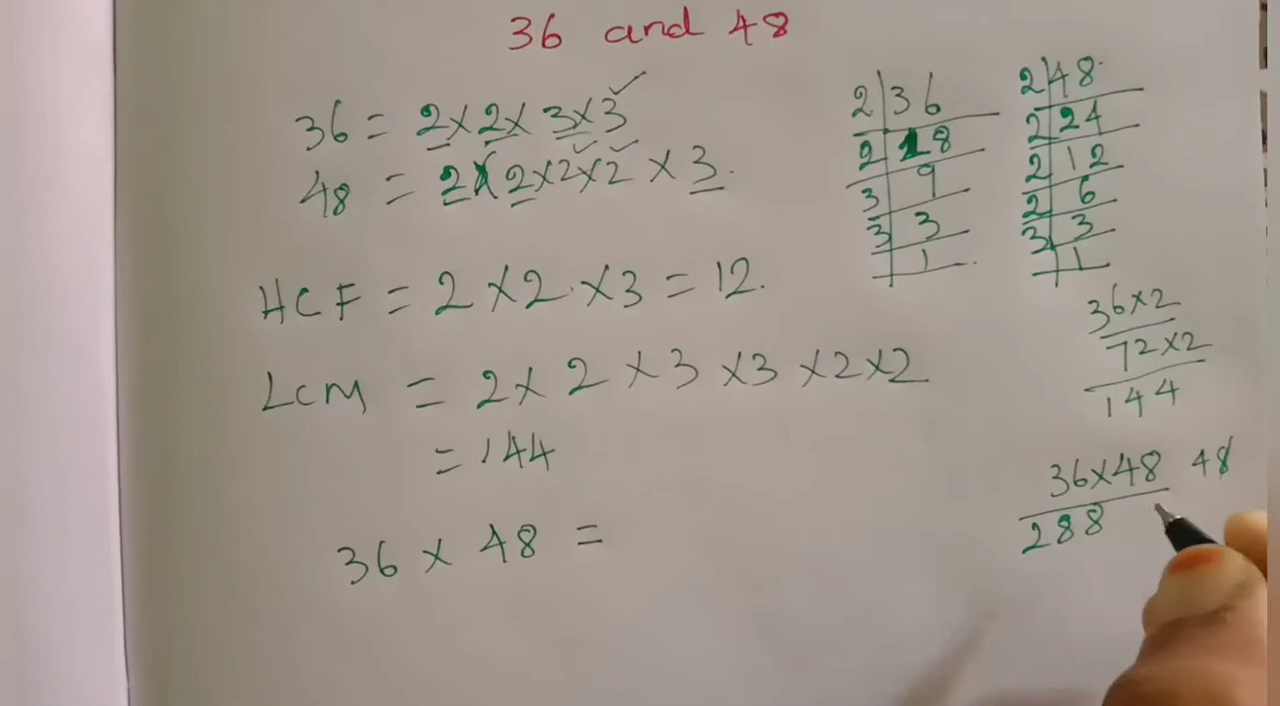 36 and 48
36 = 2 × 2 × 3 × 3
48 = 2 × 2 × 2 × 2 × 3.
HCF = 2 × 2 × 3 = 12.
LCM = 2 × 2 × 3 × 3 × 2 × 2
= 144
36 × 48 =
2 36
2 18
3 9
3 3
1
2 48
2 24
2 12
2 6
3 3
1
36×2
72×2
144
36×48 48
288